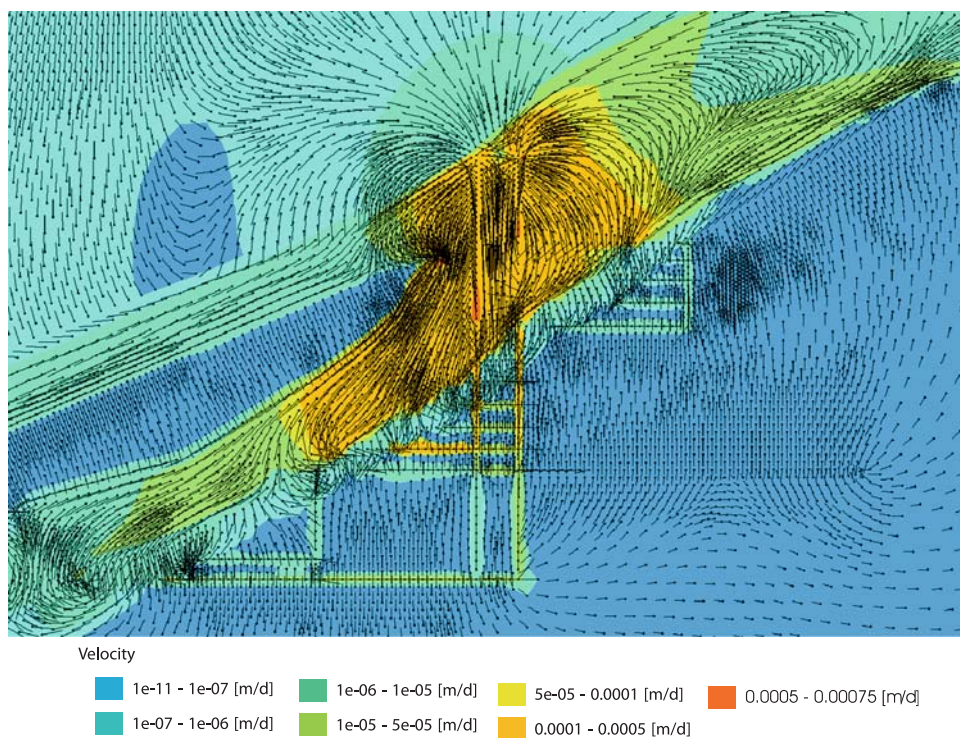 Velocity
1e-11 - 1e-07 [m/d]
1e-06 - 1e-05 [m/d]
5e-05 - 0.0001 [m/d]
0.0005 - 0.00075 [m/d]
1e-07 - 1e-06 [m/d]
1e-05 - 5e-05 [m/d]
0.0001 - 0.0005 [m/d]